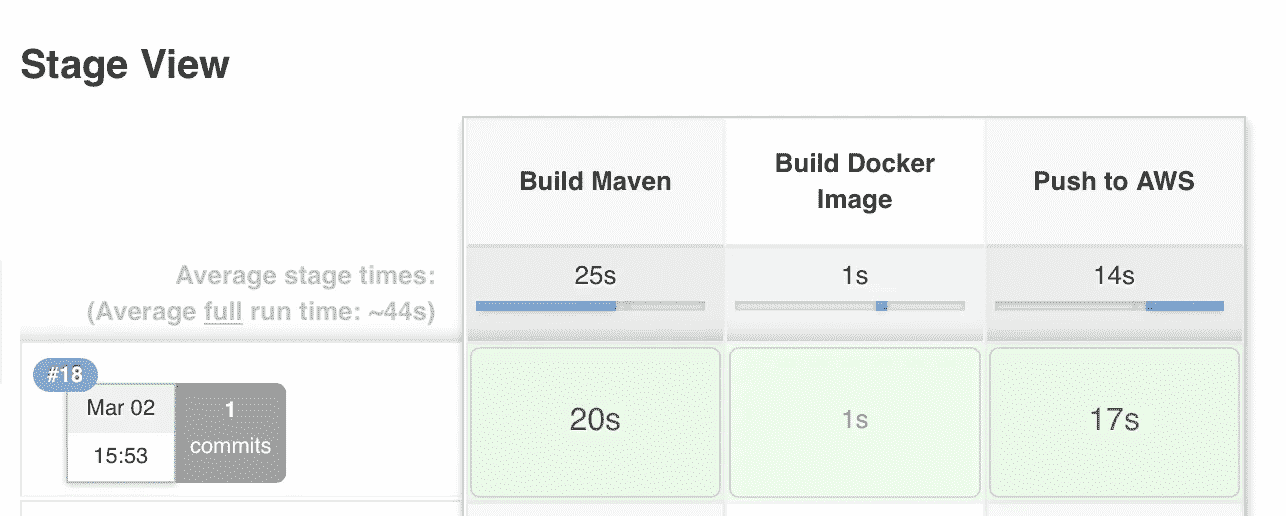 Stage View
Build Maven
Build Docker
Image
Push to AWS
Average stage times:
(Average full run time: ~44s)
25s
1s
14s
#18
Mar 02
15:53
1
commits
20s
1s
17s